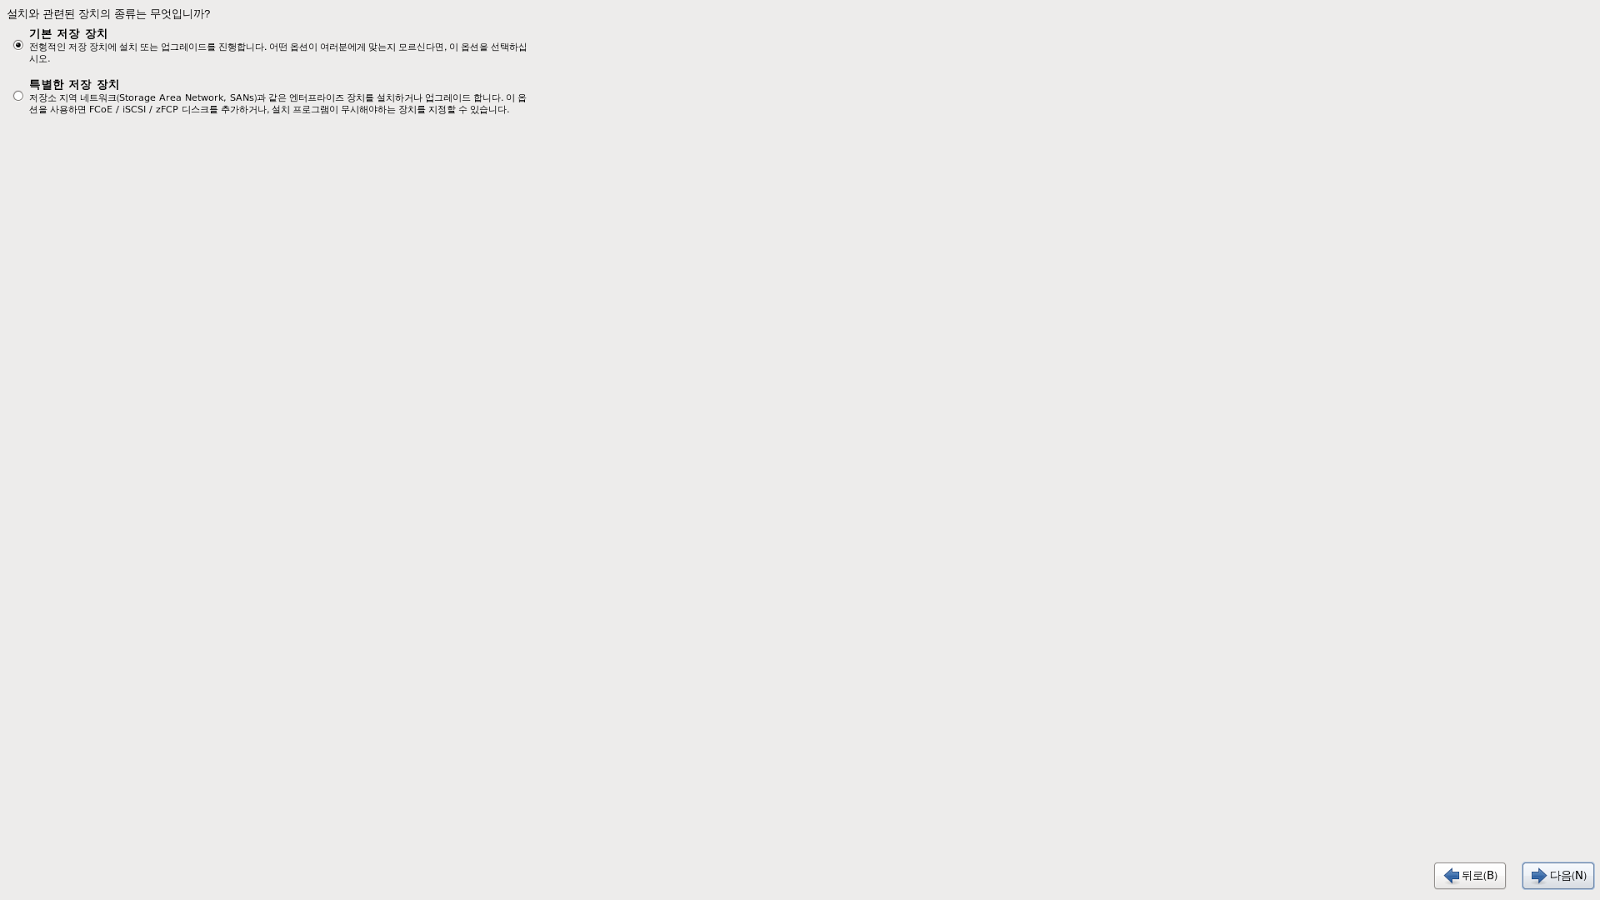 설치와 관련된 장치의 종류는 무엇입니까?
기본 저장 장치
전형적인 저장 장치에 설치 또는 업그레이드를 진행합니다. 어떤 옵션이 여러분에게 맞는지 모르신다면, 이 옵션을 선택하십
시오.
특별한 저장 장치
저장소 지역 네트워크(Storage Area Network, SANs)과 같은 엔터프라이즈 장치를 설치하거나 업그레이드 합니다. 이 옵
션을 사용하면 FCoE / iSCSI / zFCP 디스크를 추가하거나, 설치 프로그램이 무시해야하는 장치를 지정할 수 있습니다.
뒤로(B) 다음(N)